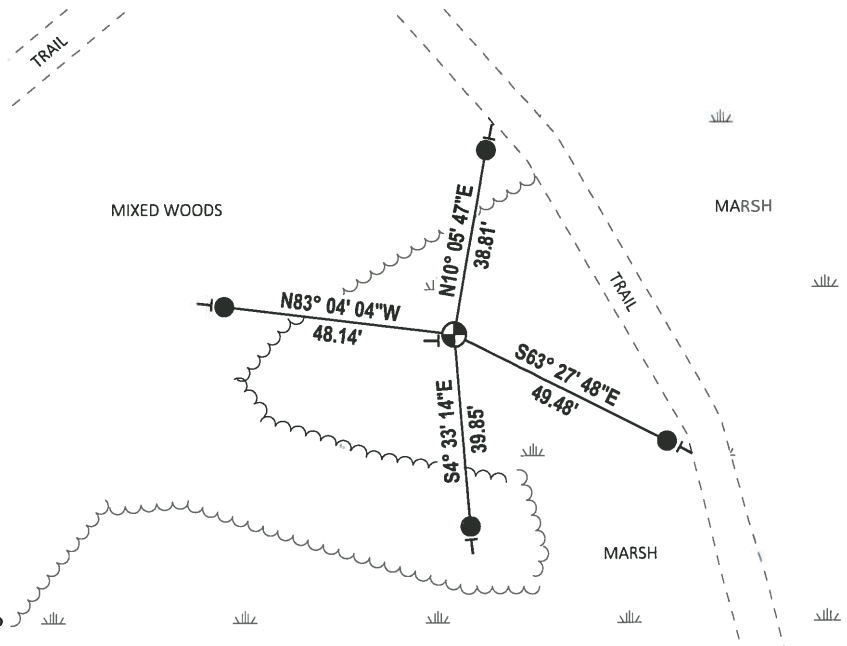 TRAIL
MIXED WOODS
MARSH
N10° 05' 47"E
38.81'
TRAIL
N83° 04' 04"W
48.14'
S63° 27' 48"E
49.48'
S4° 33' 14"E
39.85'
MARSH